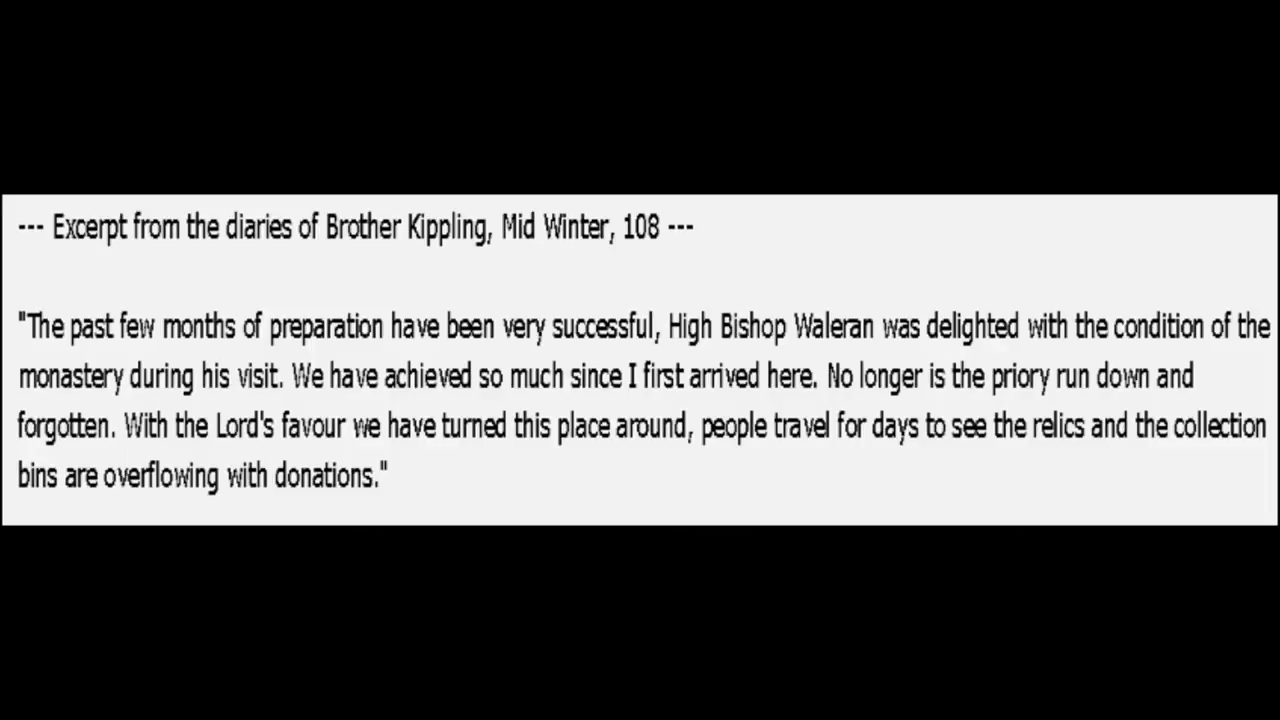 --- Excerpt from the diaries of Brother Kippling, Mid Winter, 108 ---
"The past few months of preparation have been very successful, High Bishop Waleran was delighted with the condition of the
monastery during his visit. We have achieved so much since I first arrived here. No longer is the priory run down and
forgotten. With the Lord's favour we have turned this place around, people travel for days to see the relics and the collection
bins are overflowing with donations."